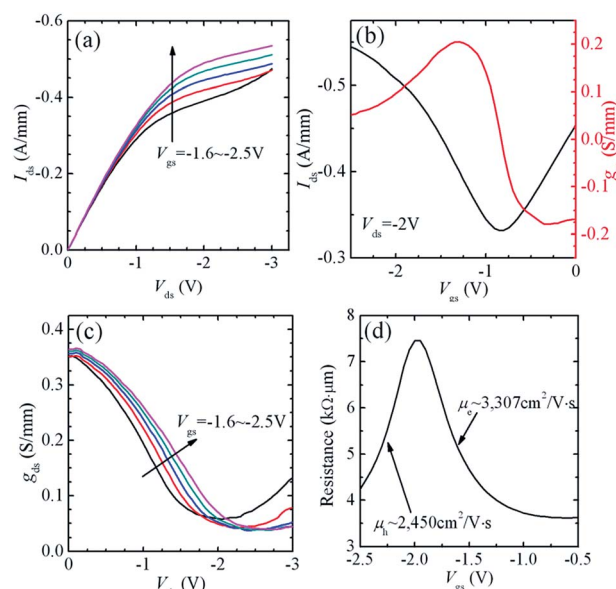 (a)
I_ds (A/mm)
-0.6
-0.4
-0.2
0.0
V_gs=-1.6~-2.5V
0 -1 -2 -3
V_ds (V)
(b)
I_ds (A/mm)
-0.5
-0.4
-0.3
V_ds=-2V
-2 -1 0
V_gs (V)
0.2
0.1
0.0
-0.1
-0.2
(S/mm)
(c)
g_ds (S/mm)
0.4
0.3
0.2
0.1
0.0
V_gs=-1.6~-2.5V
0 -1 -2 -3
(V)
(d)
Resistance (kΩ·μm)
8
7
6
5
4
3
μ_e~3,307cm²/V·s
μ_h~2,450cm²/V·s
-2.5 -2.0 -1.5 -1.0 -0.5
V_gs (V)